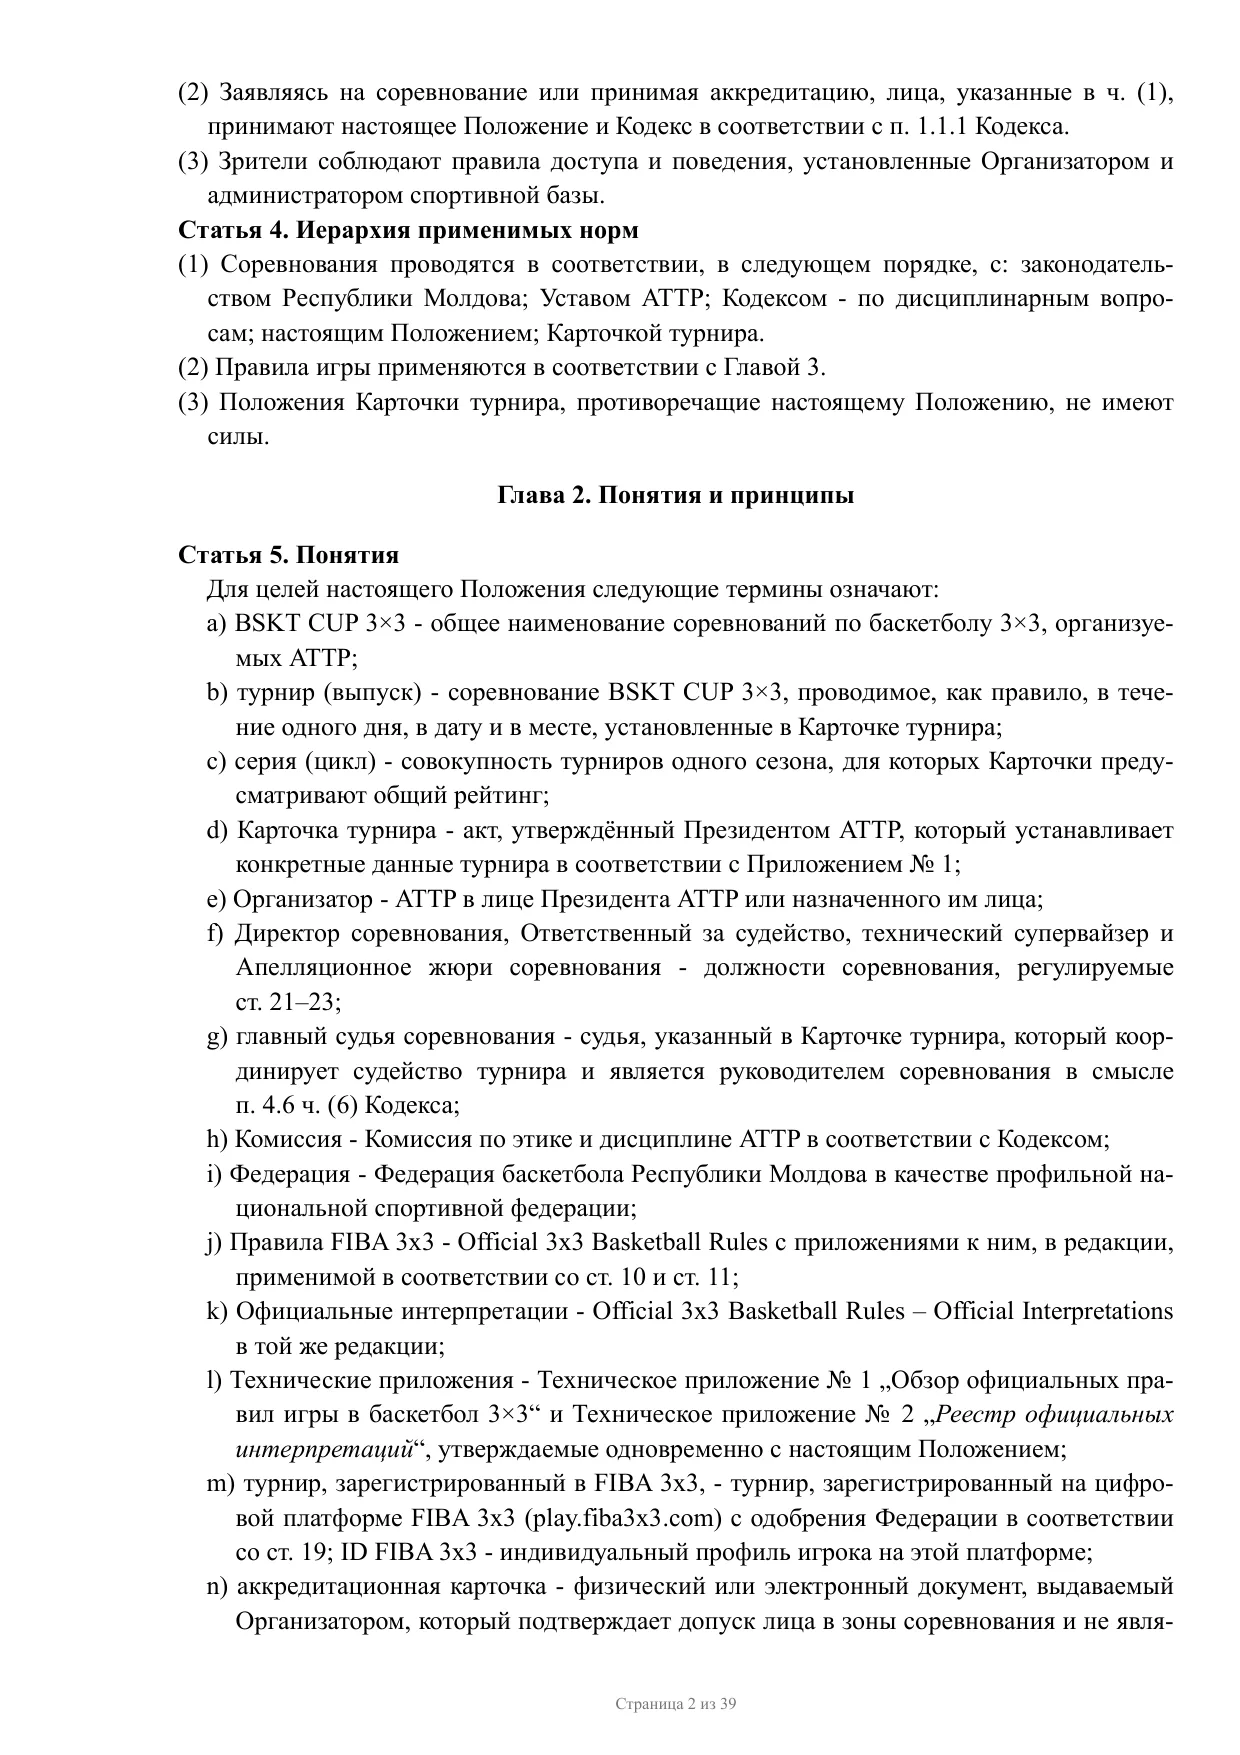 (2) Заявляясь на соревнование или принимая аккредитацию, лица, указанные в ч. (1),
принимают настоящее Положение и Кодекс в соответствии с п. 1.1.1 Кодекса.
(3) Зрители соблюдают правила доступа и поведения, установленные Организатором и
администратором спортивной базы.
Статья 4. Иерархия применимых норм
(1) Соревнования проводятся в соответствии, в следующем порядке, с: законодатель-
ством Республики Молдова; Уставом АТТР; Кодексом - по дисциплинарным вопро-
сам; настоящим Положением; Карточкой турнира.
(2) Правила игры применяются в соответствии с Главой 3.
(3) Положения Карточки турнира, противоречащие настоящему Положению, не имеют
силы.
Глава 2. Понятия и принципы
Статья 5. Понятия
Для целей настоящего Положения следующие термины означают:
a) BSKT CUP 3×3 - общее наименование соревнований по баскетболу 3×3, организуе-
мых АТТР;
b) турнир (выпуск) - соревнование BSKT CUP 3×3, проводимое, как правило, в тече-
ние одного дня, в дату и в месте, установленные в Карточке турнира;
c) серия (цикл) - совокупность турниров одного сезона, для которых Карточки преду-
сматривают общий рейтинг;
d) Карточка турнира - акт, утверждённый Президентом АТТР, который устанавливает
конкретные данные турнира в соответствии с Приложением № 1;
e) Организатор - АТТР в лице Президента АТТР или назначенного им лица;
f) Директор соревнования, Ответственный за судейство, технический супервайзер и
Апелляционное жюри соревнования - должности соревнования, регулируемые
ст. 21–23;
g) главный судья соревнования - судья, указанный в Карточке турнира, который коор-
динирует судейство турнира и является руководителем соревнования в смысле
п. 4.6 ч. (6) Кодекса;
h) Комиссия - Комиссия по этике и дисциплине АТТР в соответствии с Кодексом;
i) Федерация - Федерация баскетбола Республики Молдова в качестве профильной на-
циональной спортивной федерации;
j) Правила FIBA 3x3 - Official 3x3 Basketball Rules с приложениями к ним, в редакции,
применимой в соответствии со ст. 10 и ст. 11;
k) Официальные интерпретации - Official 3x3 Basketball Rules – Official Interpretations
в той же редакции;
l) Технические приложения - Техническое приложение № 1 „Обзор официальных пра-
вил игры в баскетбол 3×3“ и Техническое приложение № 2 „Реестр официальных
интерпретаций“, утверждаемые одновременно с настоящим Положением;
m) турнир, зарегистрированный в FIBA 3x3, - турнир, зарегистрированный на цифро-
вой платформе FIBA 3x3 (play.fiba3x3.com) с одобрения Федерации в соответствии
со ст. 19; ID FIBA 3x3 - индивидуальный профиль игрока на этой платформе;
n) аккредитационная карточка - физический или электронный документ, выдаваемый
Организатором, который подтверждает допуск лица в зоны соревнования и не явля-
Страница 2 из 39